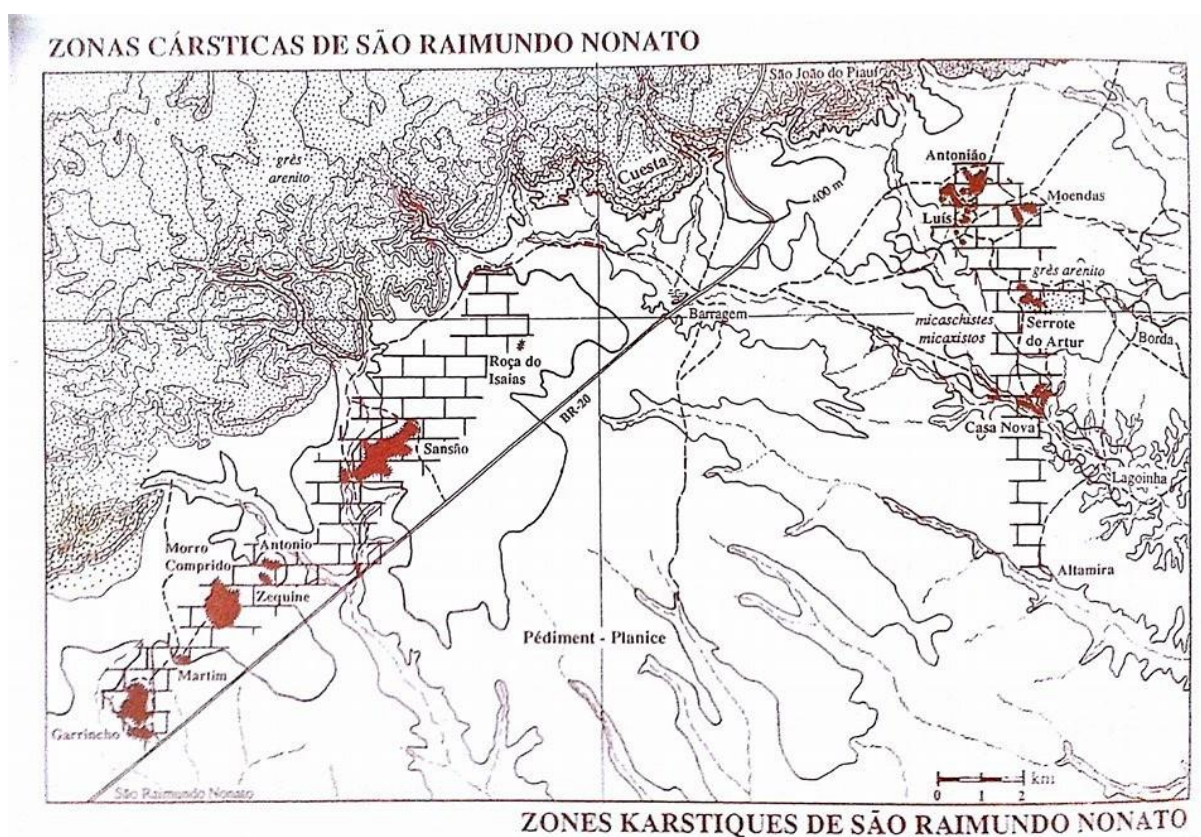 ZONAS CÁRSTICAS DE SÃO RAIMUNDO NONATO
São João do Piauí
grès
arenito
Cuesta
400 m
Antonião
Moendas
Luís
grès arenito
Barragem
micaschistes
micaxistos
Serrote
do Artur
Borda
Roça do
Isaias
BR-20
Casa Nova
Sansão
Lagoinha
Morro
Comprido
Antonio
Zequine
Altamira
Pédiment - Planice
Martim
Garrincho
São Raimundo Nonato
km
0 1 2
ZONES KARSTIQUES DE SÃO RAIMUNDO NONATO